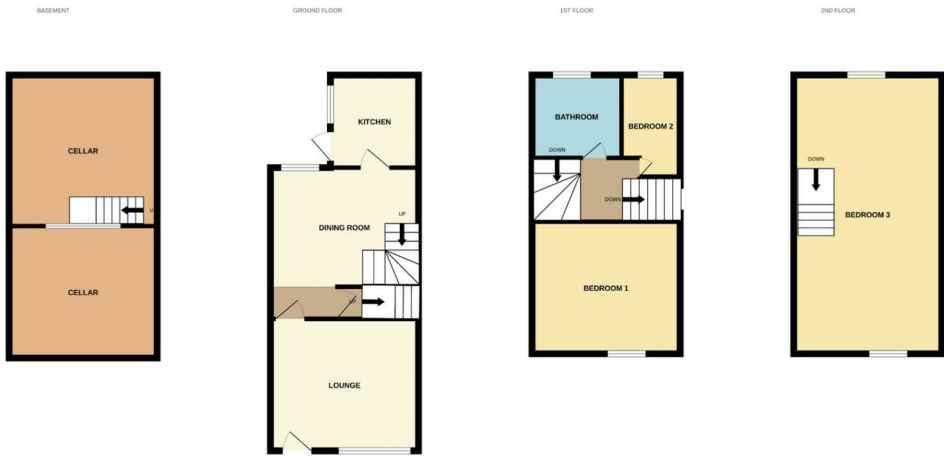 BASEMENT
GROUND FLOOR
1ST FLOOR
2ND FLOOR
CELLAR
CELLAR
KITCHEN
DINING ROOM
UP
UP
LOUNGE
BATHROOM
BEDROOM 2
DOWN
DOWN
BEDROOM 1
DOWN
BEDROOM 3